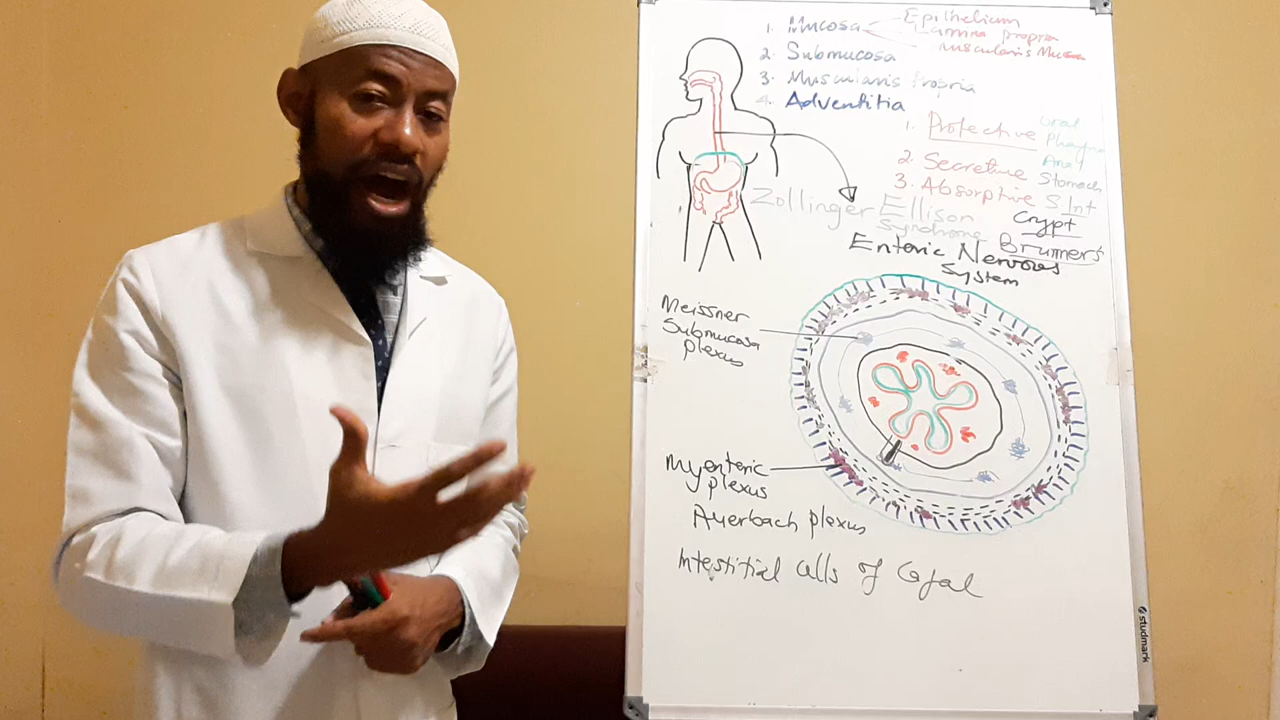 1. Mucosa Epithelium
Lamina propria
Muscularis Mucosa
2. Submucosa
3. Muscularis Propria
4. Adventitia
1. Protective
Oral
Pharynx
Anal
2. Secretive Stomach
3. Absorptive S.Int
Zollinger Ellison
Syndrome
Crypt
Brunner's
Enteric Nervous
System
Meissner
Submucosa
plexus
Myenteric
plexus
Auerbach plexus
Intestitial cells of Cajal
studmark